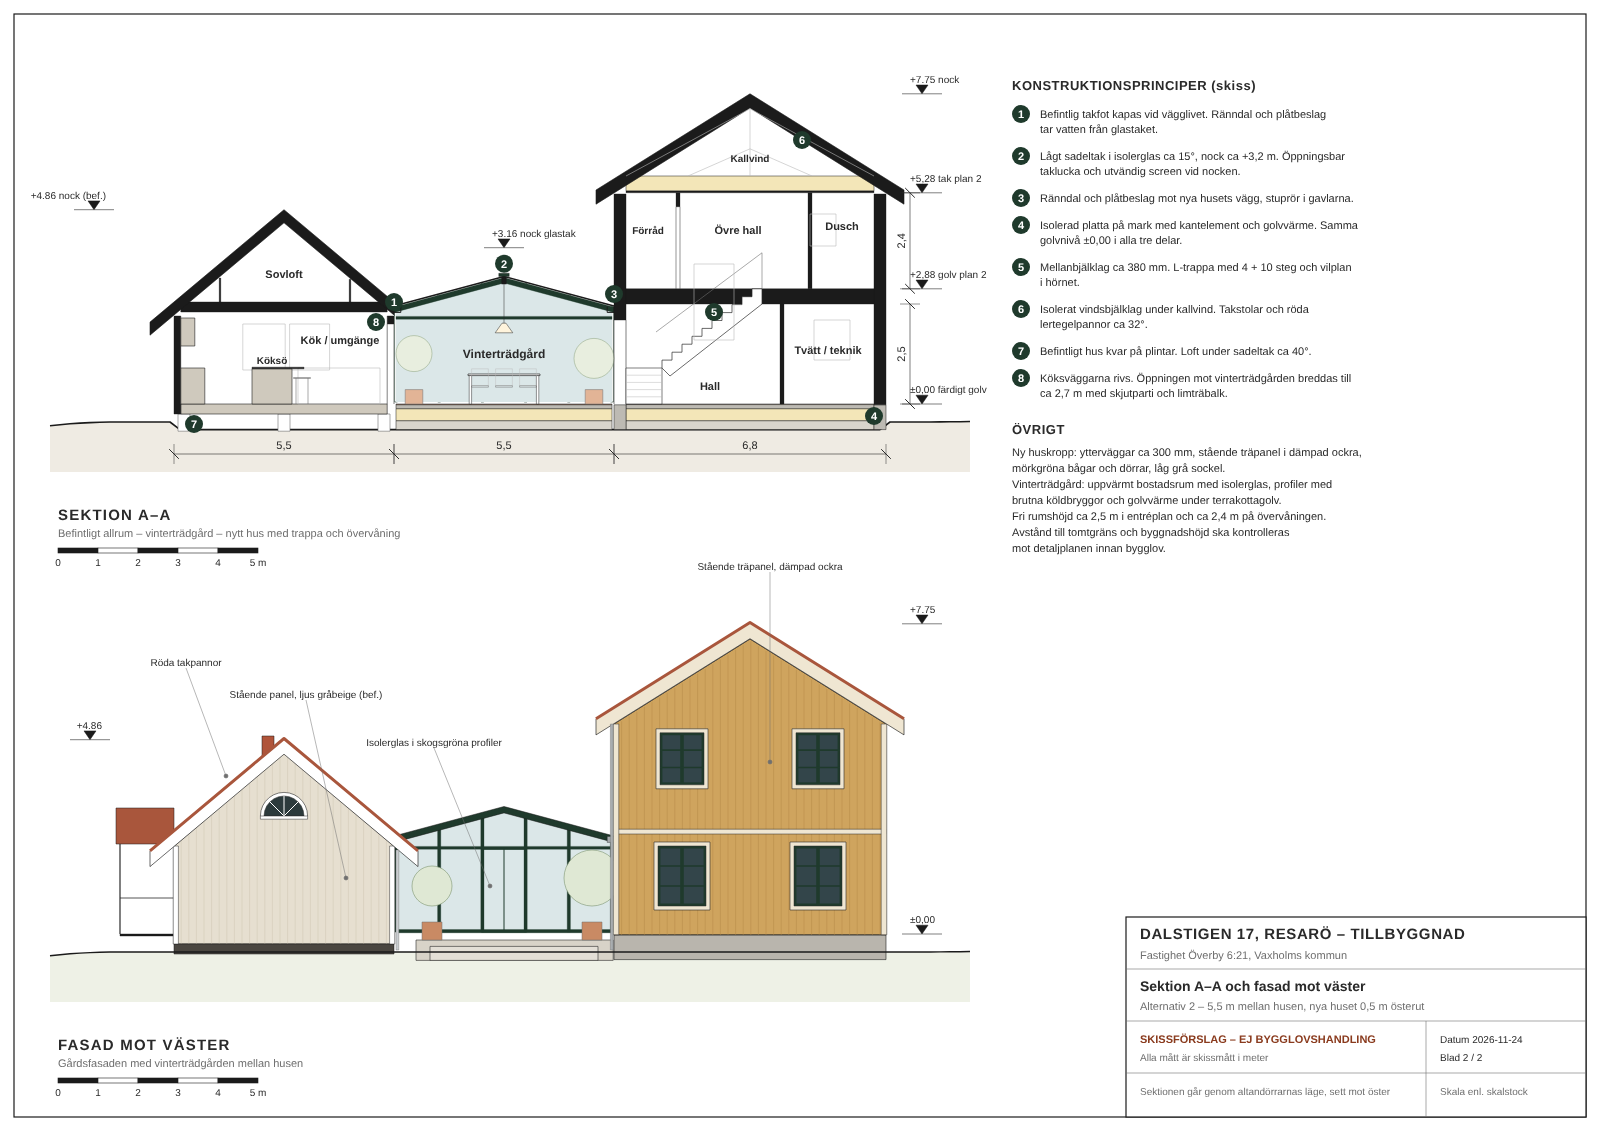 +7.75 nock
+5,28 tak plan 2
+4.86 nock (bef.)
+3.16 nock glastak
+2,88 golv plan 2
±0,00 färdigt golv
2,4
2,5
Kallvind
6
Förråd
Övre hall
Dusch
Sovloft
2
1
3
8
5
Kök / umgänge
Köksö
Vinterträdgård
Tvätt / teknik
Hall
7
4
5,5
5,5
6,8
SEKTION A–A
Befintligt allrum – vinterträdgård – nytt hus med trappa och övervåning
0 1 2 3 4 5 m
KONSTRUKTIONSPRINCIPER (skiss)
1 Befintlig takfot kapas vid vägglivet. Ränndal och plåtbeslag
tar vatten från glastaket.
2 Lågt sadeltak i isolerglas ca 15°, nock ca +3,2 m. Öppningsbar
taklucka och utvändig screen vid nocken.
3 Ränndal och plåtbeslag mot nya husets vägg, stuprör i gavlarna.
4 Isolerad platta på mark med kantelement och golvvärme. Samma
golvnivå ±0,00 i alla tre delar.
5 Mellanbjälklag ca 380 mm. L-trappa med 4 + 10 steg och vilplan
i hörnet.
6 Isolerat vindsbjälklag under kallvind. Takstolar och röda
lertegelpannor ca 32°.
7 Befintligt hus kvar på plintar. Loft under sadeltak ca 40°.
8 Köksväggarna rivs. Öppningen mot vinterträdgården breddas till
ca 2,7 m med skjutparti och limträbalk.
ÖVRIGT
Ny huskropp: ytterväggar ca 300 mm, stående träpanel i dämpad ockra,
mörkgröna bågar och dörrar, låg grå sockel.
Vinterträdgård: uppvärmt bostadsrum med isolerglas, profiler med
brutna köldbryggor och golvvärme under terrakottagolv.
Fri rumshöjd ca 2,5 m i entréplan och ca 2,4 m på övervåningen.
Avstånd till tomtgräns och byggnadshöjd ska kontrolleras
mot detaljplanen innan bygglov.
Stående träpanel, dämpad ockra
+7.75
Röda takpannor
Stående panel, ljus gråbeige (bef.)
+4.86
Isolerglas i skogsgröna profiler
±0,00
FASAD MOT VÄSTER
Gårdsfasaden med vinterträdgården mellan husen
0 1 2 3 4 5 m
DALSTIGEN 17, RESARÖ – TILLBYGGNAD
Fastighet Överby 6:21, Vaxholms kommun
Sektion A–A och fasad mot väster
Alternativ 2 – 5,5 m mellan husen, nya huset 0,5 m österut
SKISSFÖRSLAG – EJ BYGGLOVSHANDLING
Alla mått är skissmått i meter
Datum 2026-11-24
Blad 2 / 2
Sektionen går genom altandörrarnas läge, sett mot öster
Skala enl. skalstock